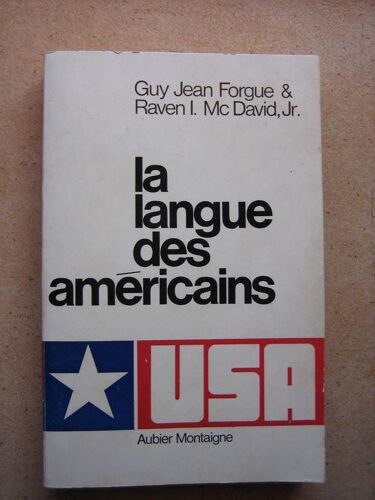 Guy Jean Forgue &
Raven I. Mc David, Jr.
la
langue
des
américains
USA
Aubier Montaigne